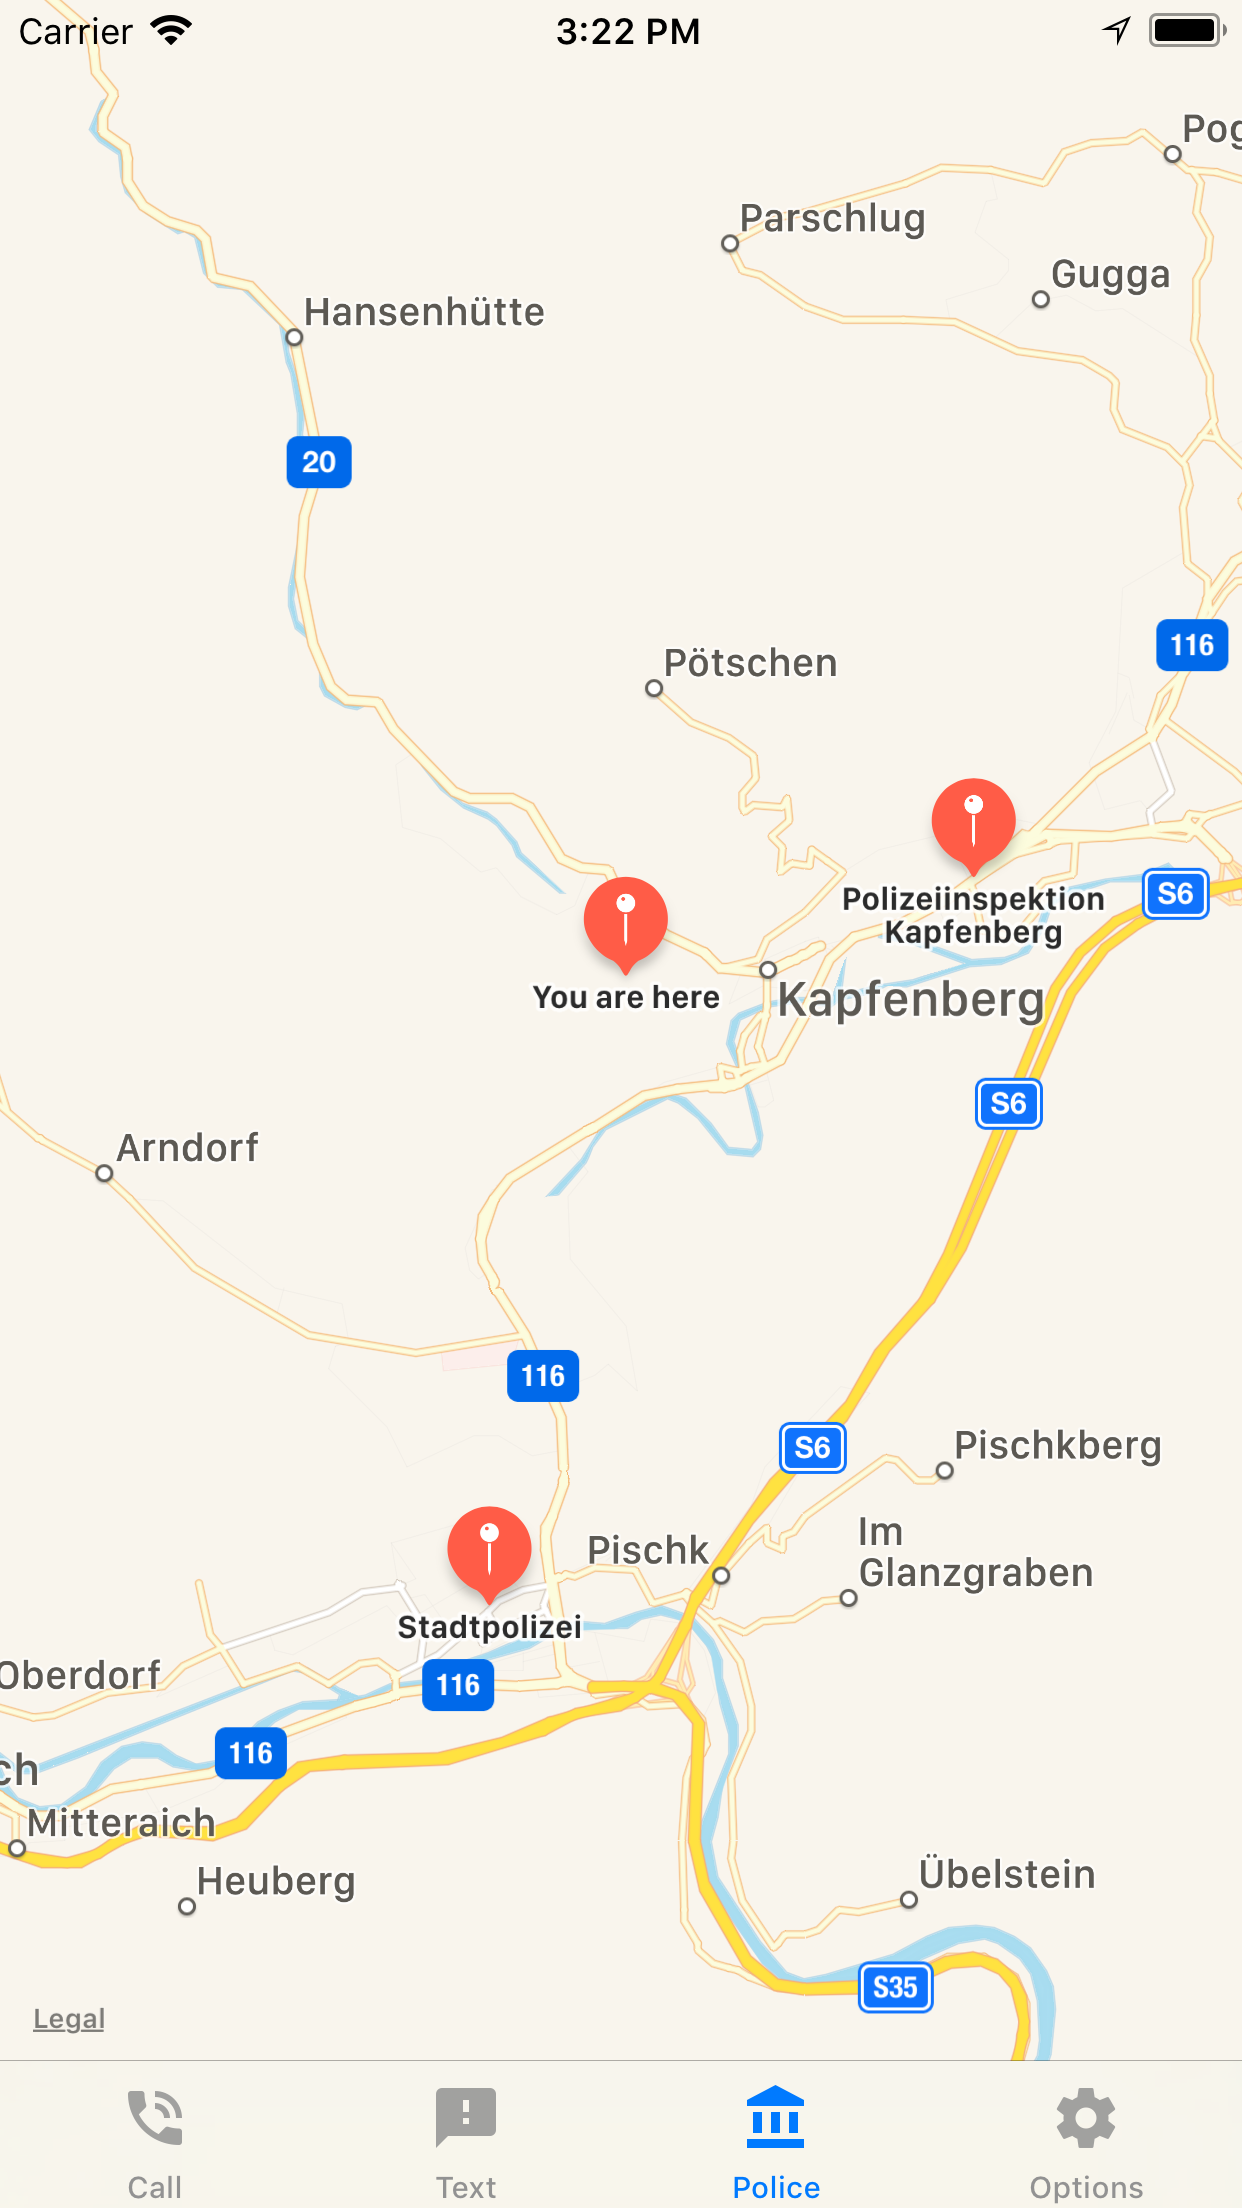 Carrier 3:22 PM
Pog
Parschlug
Gugga
Hansenhütte
20
116
Pötschen
Polizeiinspektion
Kapfenberg
S6
You are here
Kapfenberg
S6
Arndorf
116
S6
Pischkberg
Im
Glanzgraben
Pischk
Stadtpolizei
Oberdorf
116
116
ch
Mitteraich
Heuberg
Übelstein
S35
Legal
Call Text Police Options